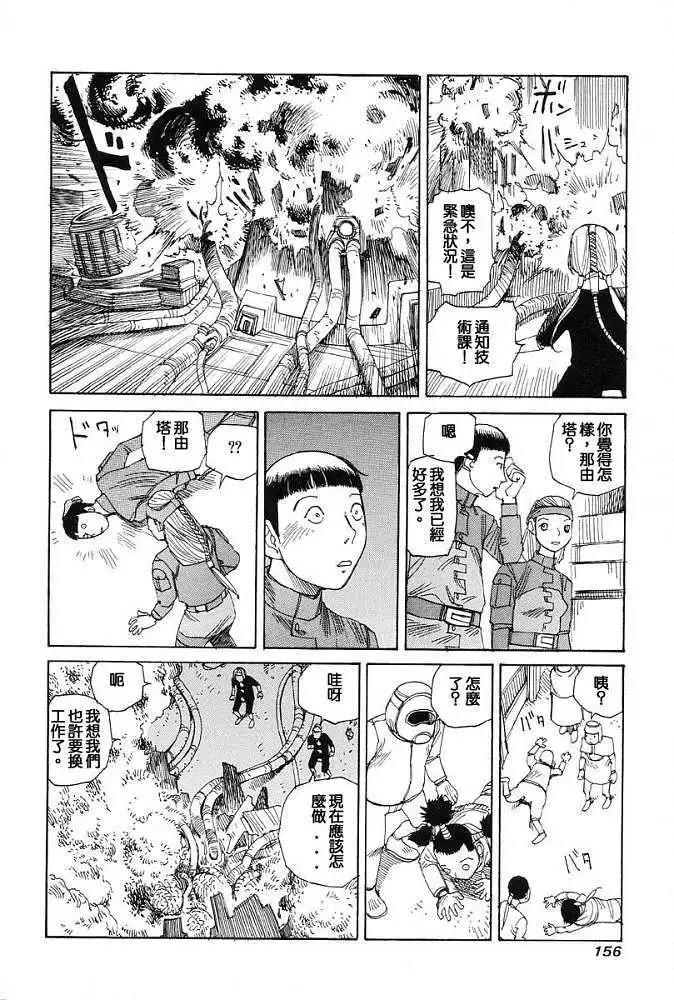 ボン
シュ
噢不，這是
緊急狀況！
通知技
術課！
ドド
你覺得怎
樣，那由
塔？
嗯
我想我已經
好多了。
??
那由
塔！
ドタッ
咦？
バタ
バタ
怎麼
了？
哇呀
現在應該怎
麼做...
呃
我想我們
也許要換
工作了。
156